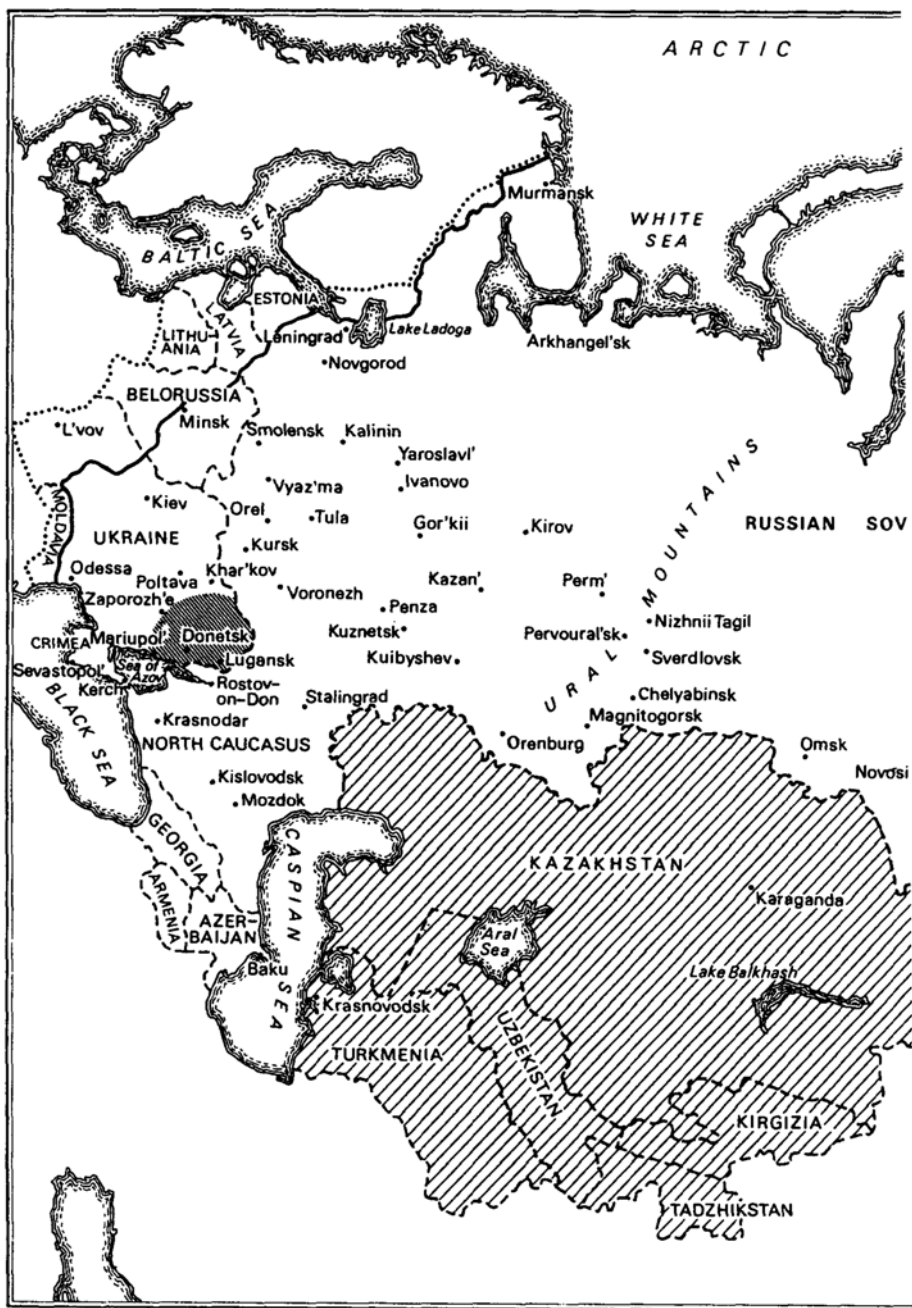 ARCTIC
Murmansk
WHITE
SEA
BALTIC SEA
ESTONIA
LATVIA
LITHU-
ANIA
Leningrad
Lake Ladoga
Arkhangel'sk
Novgorod
BELORUSSIA
Minsk
L'vov
Smolensk
Kalinin
Yaroslavl'
Ivanovo
Vyaz'ma
MOLDAVIA
Kiev
Orel
Tula
Gor'kii
Kirov
URAL MOUNTAINS
RUSSIAN SOV
UKRAINE
Kursk
Odessa
Poltava
Khar'kov
Voronezh
Kazan'
Perm'
Zaporozh'e
Penza
Nizhnii Tagil
Kuznetsk
Pervoural'sk
CRIMEA
Mariupol'
Donetsk
Sverdlovsk
Kuibyshev
Lugansk
Sea of
Azov
Sevastopol'
Kerch
Rostov-
on-Don
Stalingrad
Chelyabinsk
Magnitogorsk
BLACK SEA
Krasnodar
Orenburg
Omsk
NORTH CAUCASUS
Novosi
Kislovodsk
Mozdok
GEORGIA
CASPIAN SEA
KAZAKHSTAN
ARMENIA
AZER-
BAIJAN
Karaganda
Aral
Sea
Baku
Lake Balkhash
Krasnovodsk
UZBEKISTAN
TURKMENIA
KIRGIZIA
TADZHIKSTAN